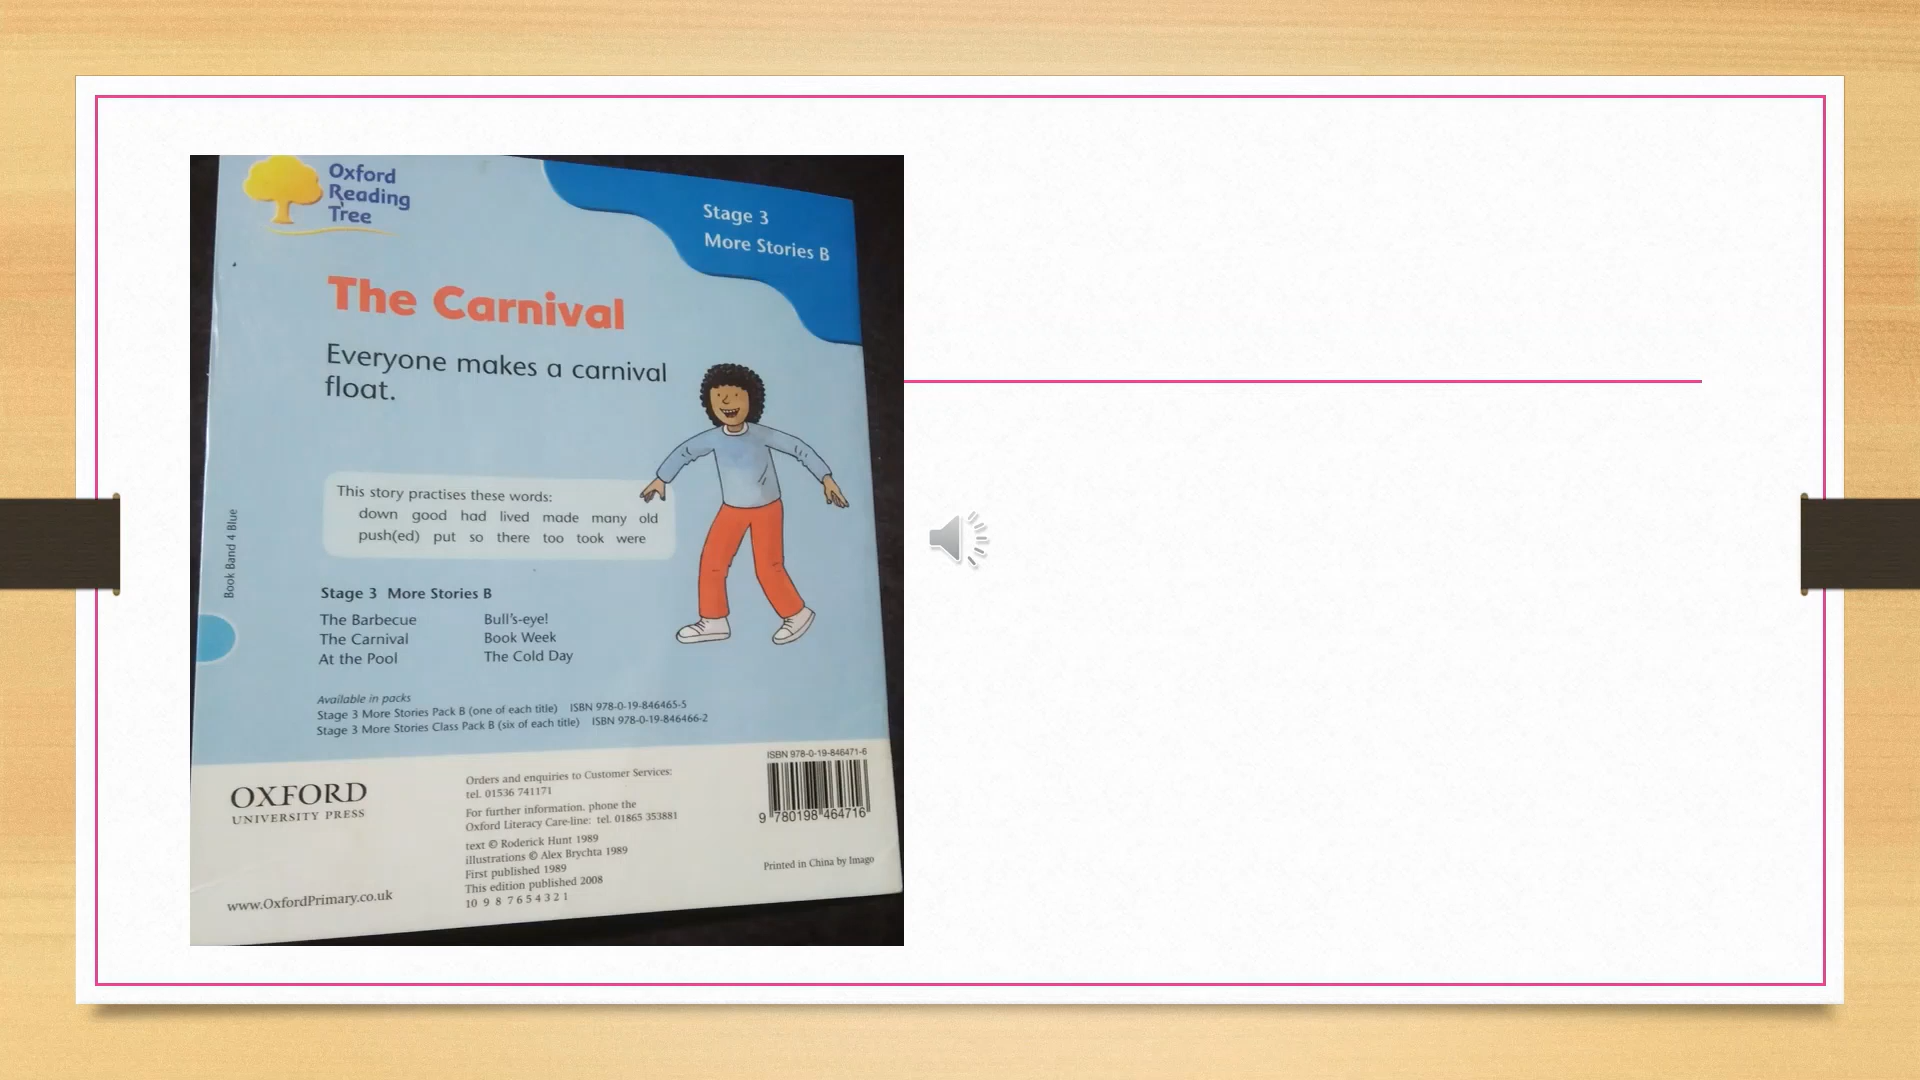 Oxford
Reading
Tree
Stage 3
More Stories B
The Carnival
Everyone makes a carnival
float.
This story practises these words:
down good had lived made many old
push(ed) put so there too took were
Book Band 4 Blue
Stage 3 More Stories B
The Barbecue Bull's-eye!
The Carnival Book Week
At the Pool The Cold Day
Available in packs
Stage 3 More Stories Pack B (one of each title) ISBN 978-0-19-846465-5
Stage 3 More Stories Class Pack B (six of each title) ISBN 978-0-19-846466-2
OXFORD
UNIVERSITY PRESS
www.OxfordPrimary.co.uk
Orders and enquiries to Customer Services:
tel. 01536 741171
For further information, phone the
Oxford Literacy Care-line: tel. 01865 353881
text © Roderick Hunt 1989
illustrations © Alex Brychta 1989
First published 1989
This edition published 2008
10 9 8 7 6 5 4 3 2 1
ISBN 978-0-19-846471-6
9 780198 464716
Printed in China by Imago